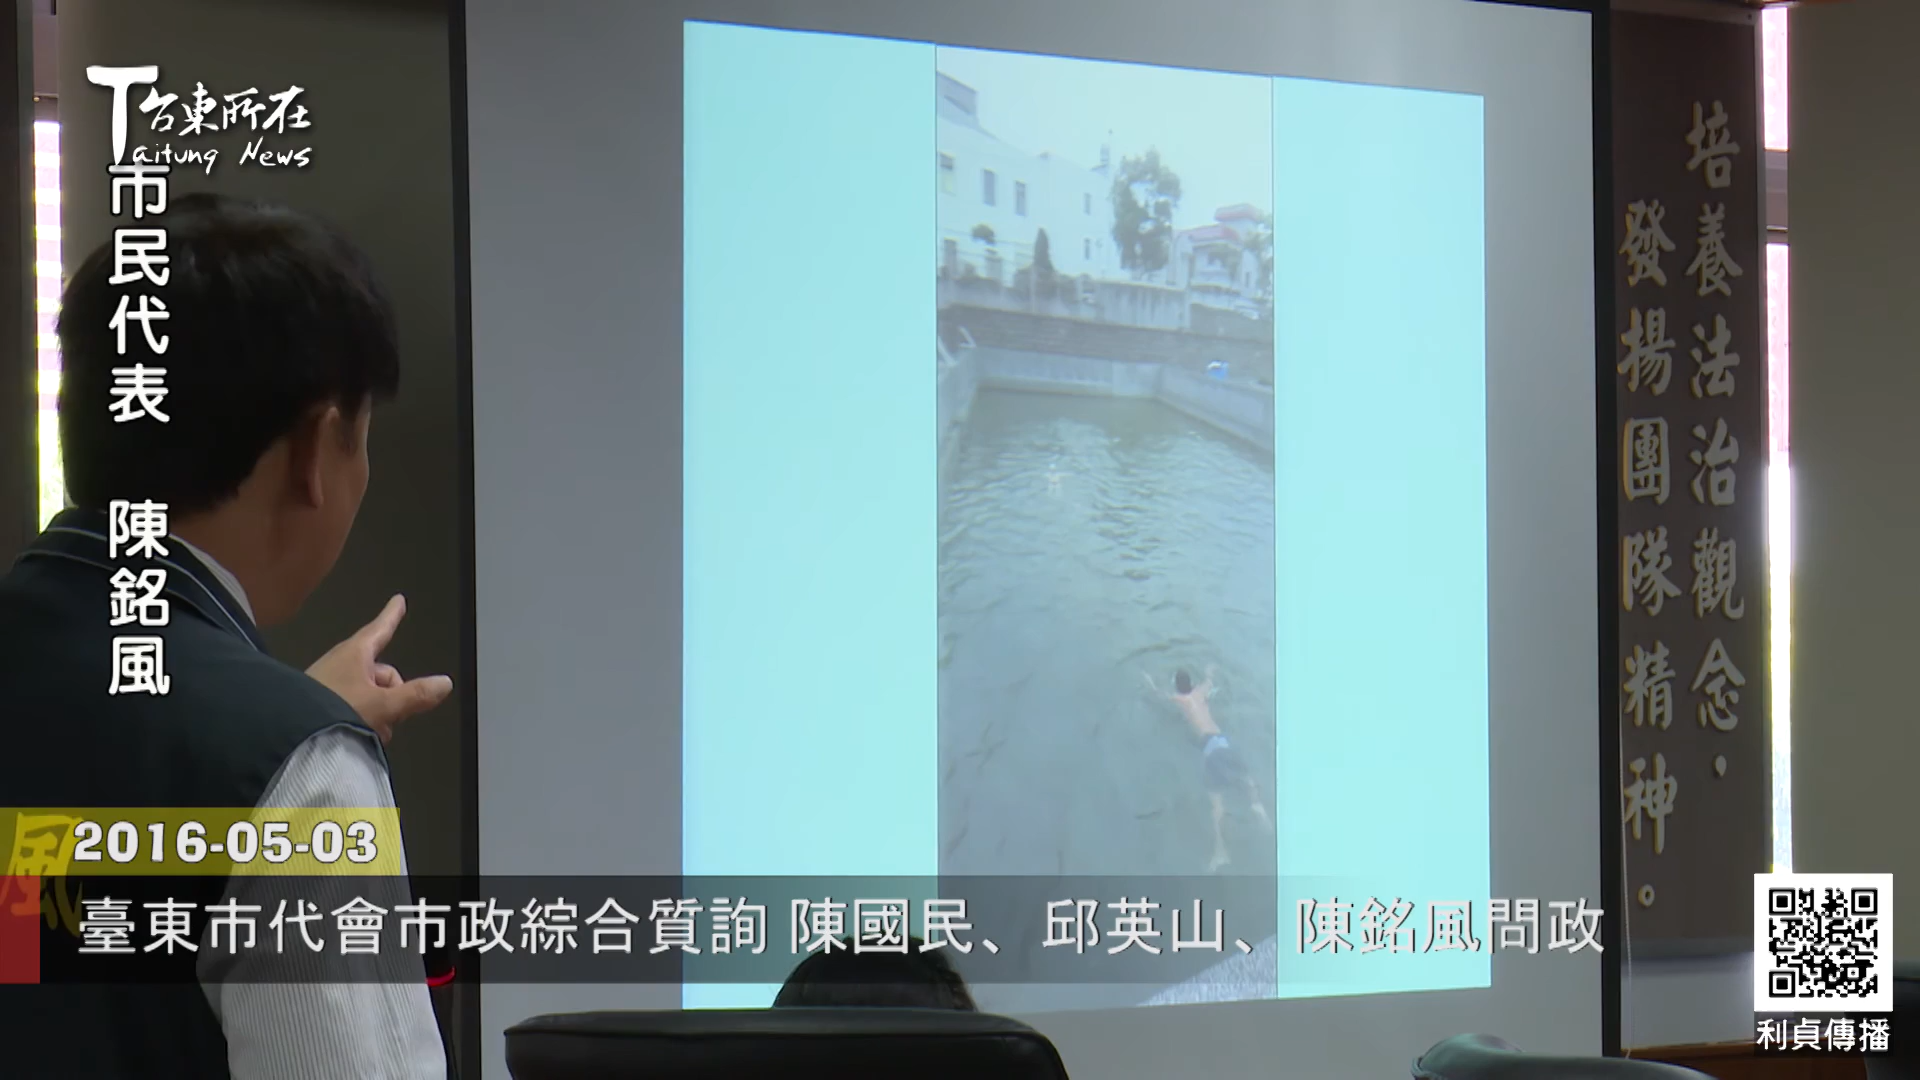 台東所在
Taitung News
市民代表 陳銘風
培養法治觀念．
發揚團隊精神。
風
2016-05-03
臺東市代會市政綜合質詢 陳國民、邱英山、陳銘風問政
利貞傳播